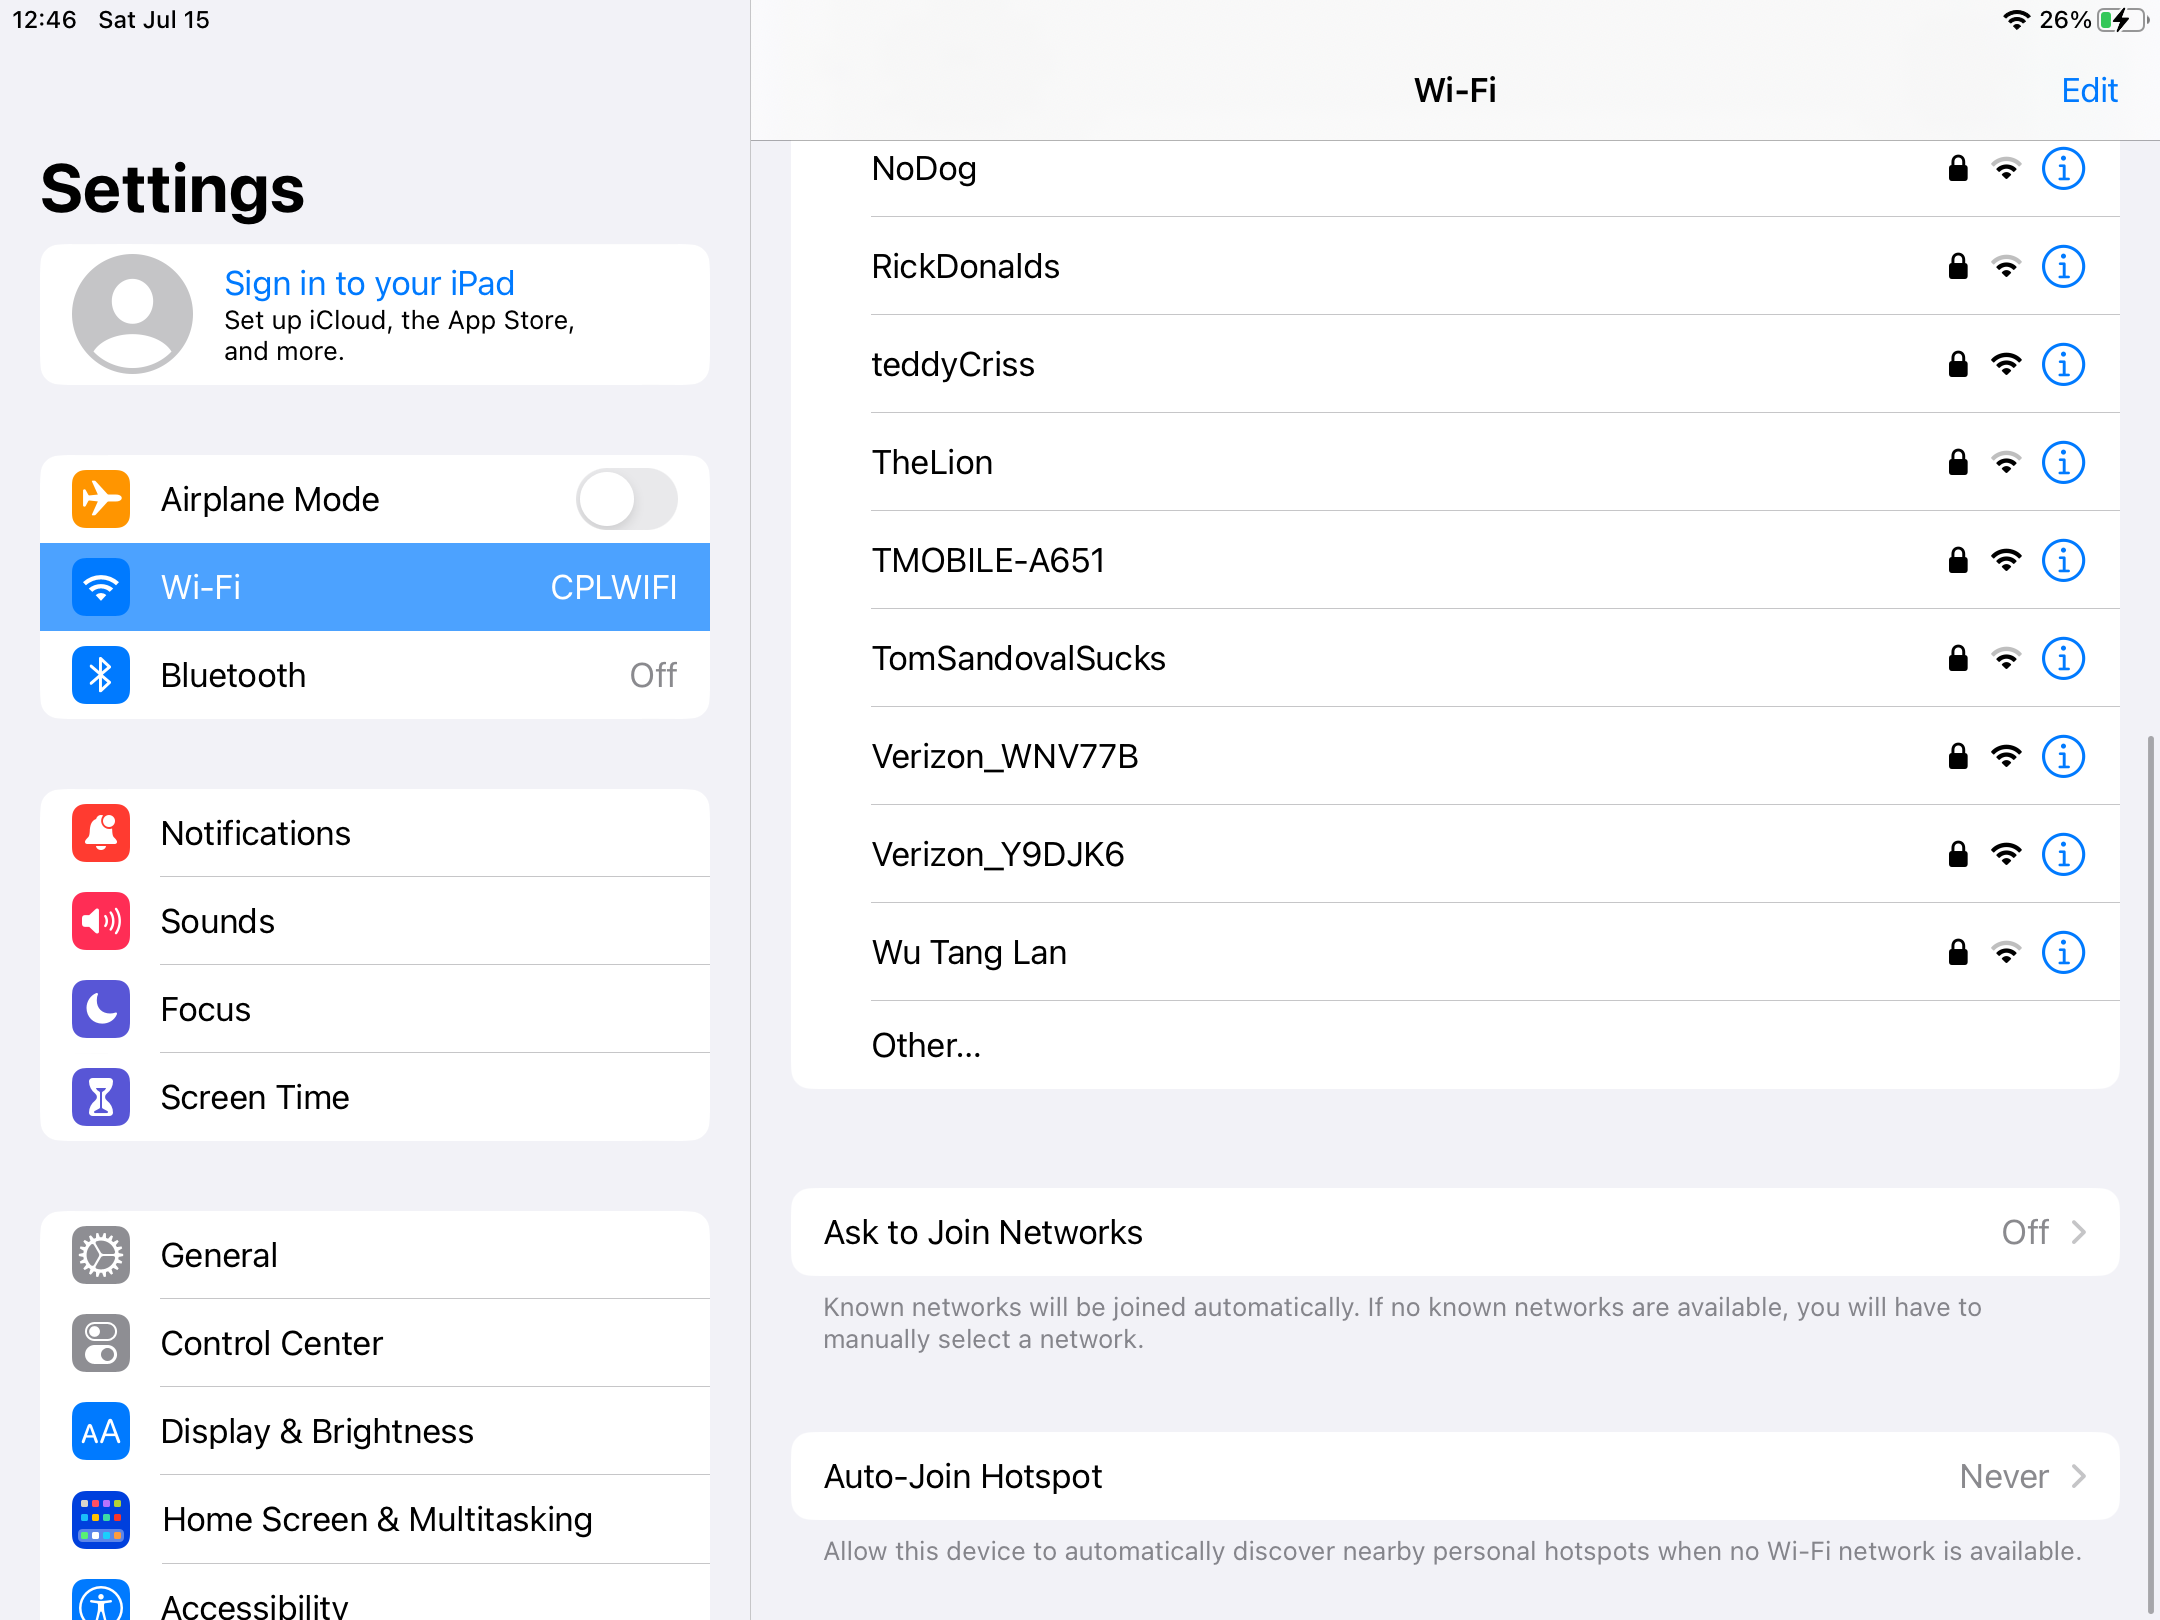 12:46 Sat Jul 15
26%
Settings
Sign in to your iPad
Set up iCloud, the App Store,
and more.
Airplane Mode
Wi-Fi CPLWIFI
Bluetooth Off
Notifications
Sounds
Focus
Screen Time
General
Control Center
AA Display & Brightness
Home Screen & Multitasking
Accessibility
Wi-Fi
Edit
NoDog
RickDonalds
teddyCriss
TheLion
TMOBILE-A651
TomSandovalSucks
Verizon_WNV77B
Verizon_Y9DJK6
Wu Tang Lan
Other...
Ask to Join Networks Off
Known networks will be joined automatically. If no known networks are available, you will have to
manually select a network.
Auto-Join Hotspot Never
Allow this device to automatically discover nearby personal hotspots when no Wi-Fi network is available.